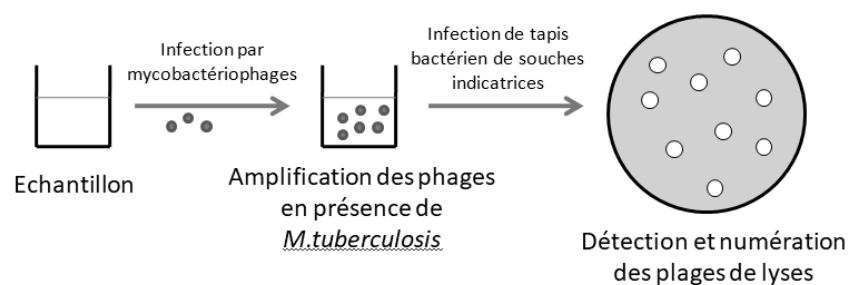 Infection par
mycobactériophages
Infection de tapis
bactérien de souches
indicatrices
Echantillon
Amplification des phages
en présence de
M.tuberculosis
Détection et numération
des plages de lyses